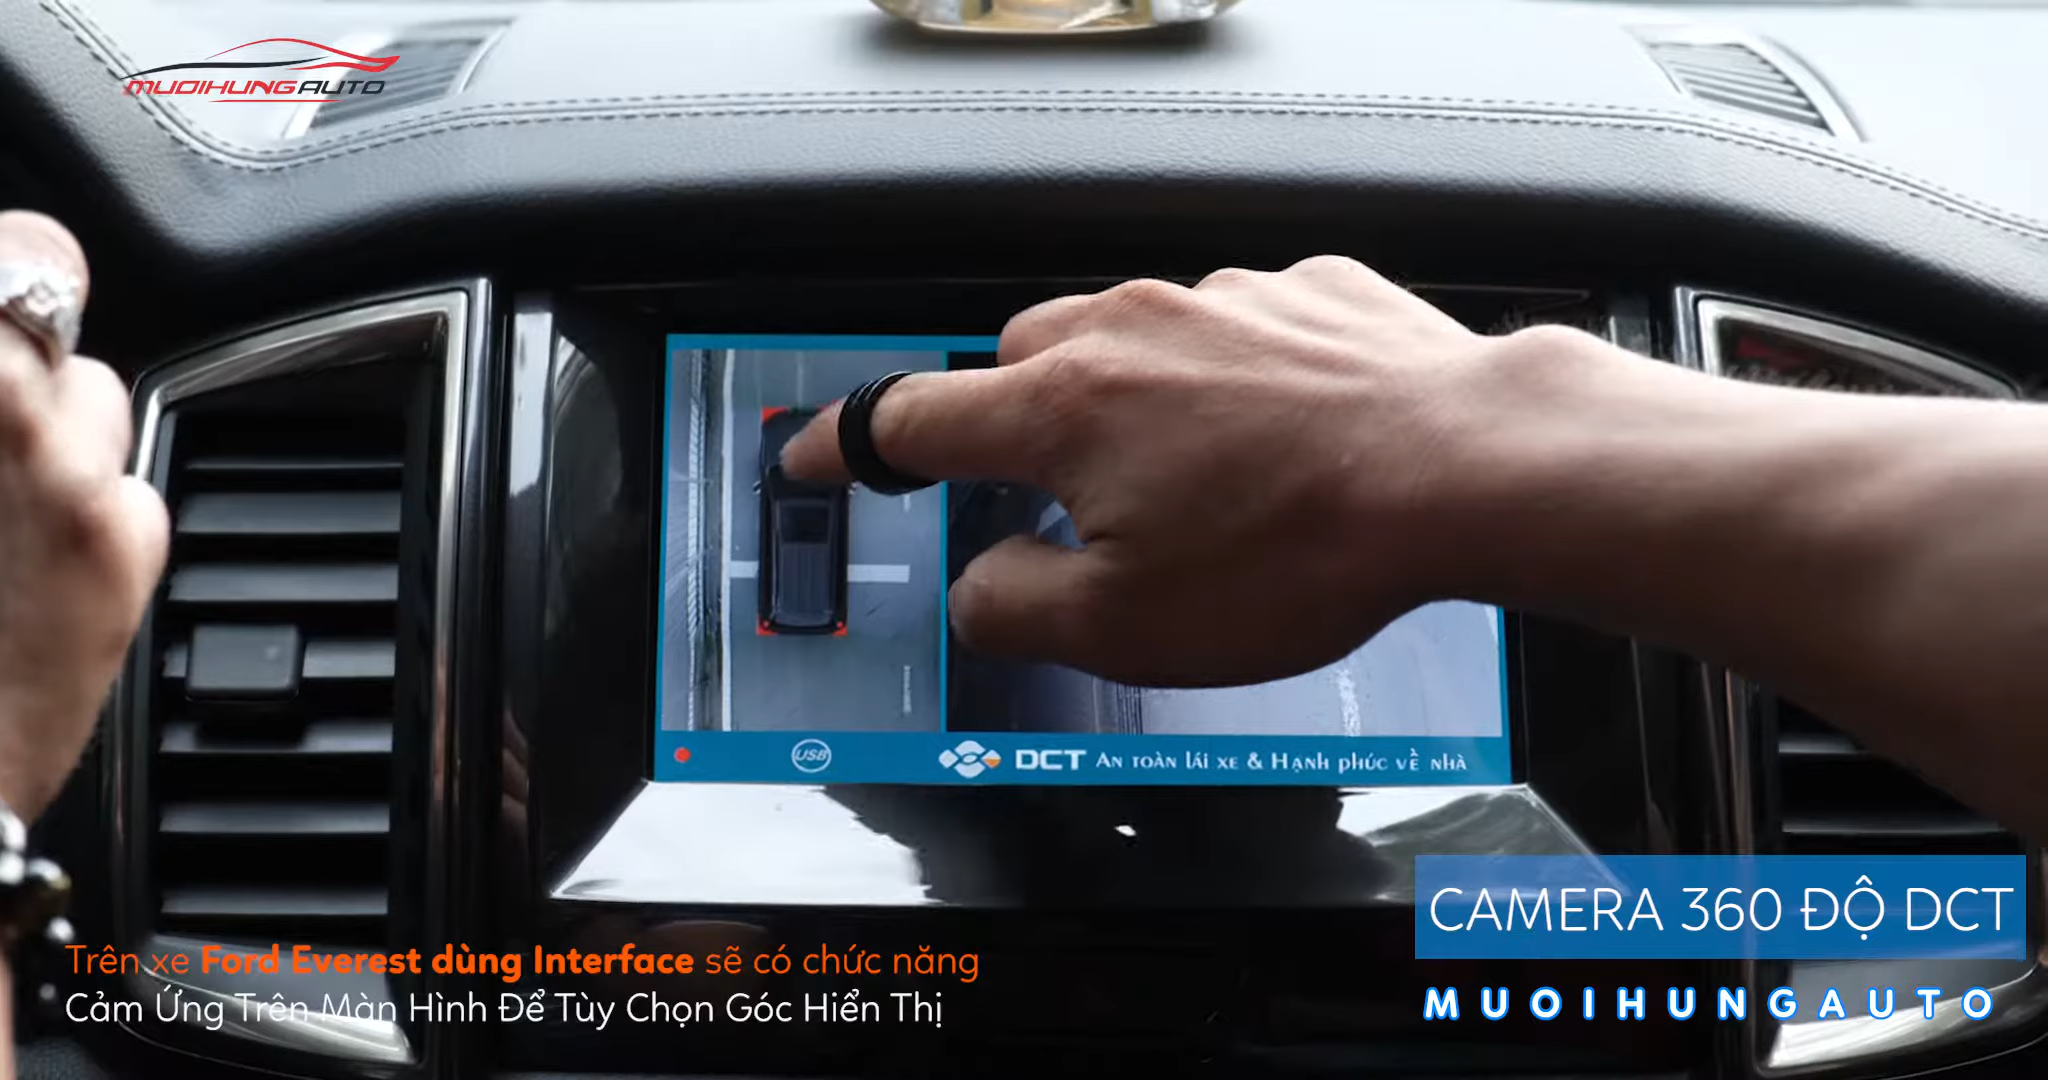 MUOIHUNGAUTO
USB
DCT An toàn lái xe & Hạnh phúc về nhà
CAMERA 360 ĐỘ DCT
Trên xe Ford Everest dùng Interface sẽ có chức năng
Cảm Ứng Trên Màn Hình Để Tùy Chọn Góc Hiển Thị
MUOIHUNGAUTO